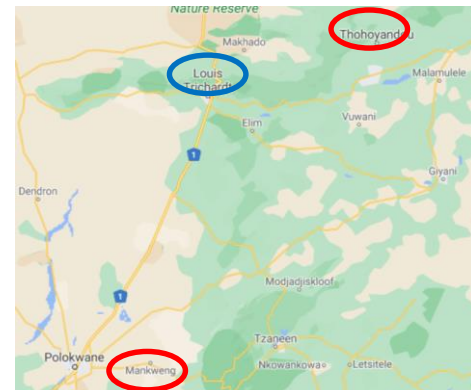 Nature Reserve
Thohoyandou
Makhado
Louis
Trichardt
Malamulele
Elim
Vuwani
1
Giyani
Dendron
Modjadjiskloof
1
Tzaneen
Polokwane
Mankweng
Nkowankowa
Letsitele